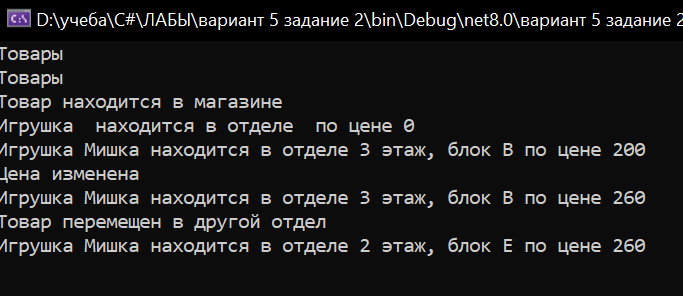 D:\учеба\C#\ЛАБЫ\вариант 5 задание 2\bin\Debug\net8.0\вариант 5 задание 2
Товары
Товары
Товар находится в магазине
Игрушка  находится в отделе  по цене 0
Игрушка Мишка находится в отделе 3 этаж, блок B по цене 200
Цена изменена
Игрушка Мишка находится в отделе 3 этаж, блок B по цене 260
Товар перемещен в другой отдел
Игрушка Мишка находится в отделе 2 этаж, блок E по цене 260